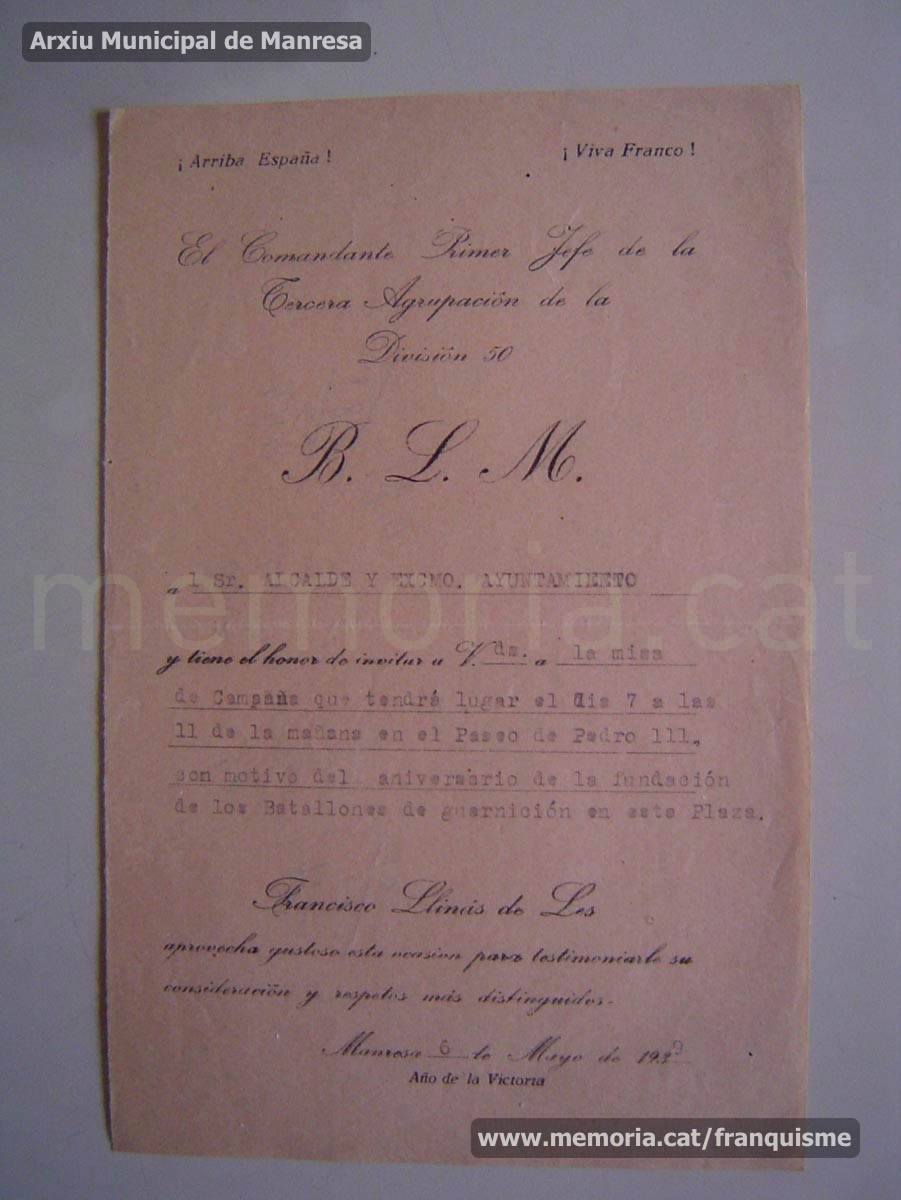 Arxiu Municipal de Manresa
¡ Arriba España ! ¡ Viva Franco !
El Comandante Primer Jefe de la
Tercera Agrupación de la
División 50
B. L. M.
a l Sr. ALCALDE Y EXCMO. AYUNTAMIENTO
memoria.cat
y tiene el honor de invitar a V. ds. a la misa
de Campaña que tendrá lugar el dia 7 a las
11 de la mañana en el Paseo de Pedro 111,
con motivo del aniversario de la fundación
de los Batallones de guarnición en esta Plaza.
Francisco Llinás de Les
aprovecha gustoso esta ocasion para testimoniarle su
consideración y respetos más distinguidos.
Manresa 6 de Mayo de 1939
Año de la Victoria
www.memoria.cat/franquisme